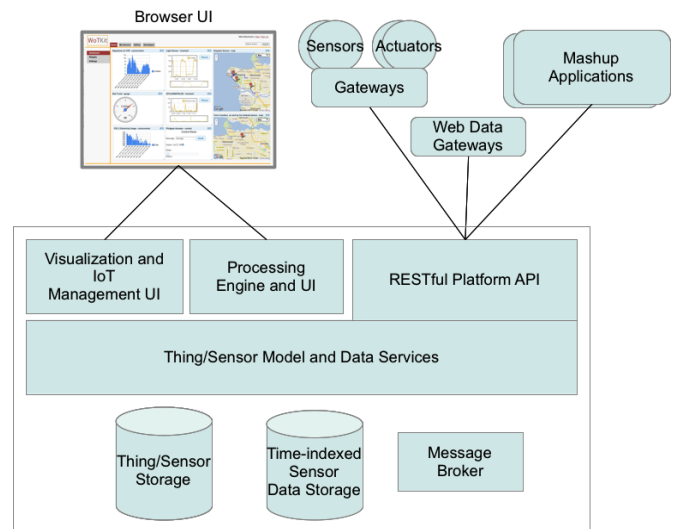 Browser UI
WoTKit
Sensors
Actuators
Gateways
Mashup
Applications
Web Data
Gateways
Visualization and
IoT
Management UI
Processing
Engine and UI
RESTful Platform API
Thing/Sensor Model and Data Services
Thing/Sensor
Storage
Time-indexed
Sensor
Data Storage
Message
Broker